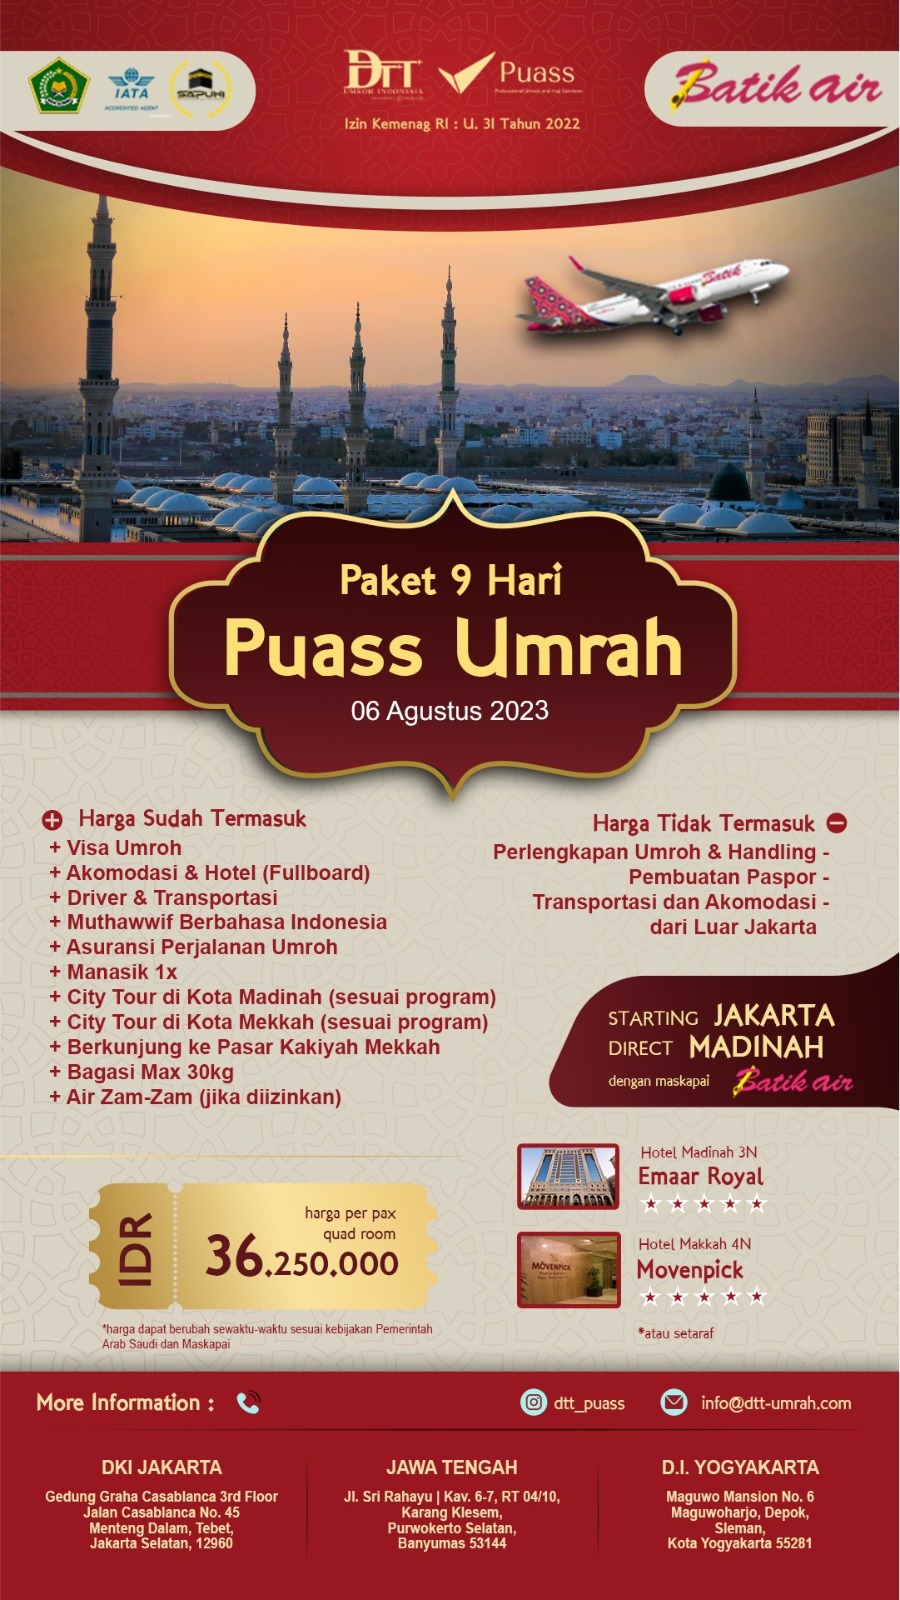 IATA
ACCREDITED AGENT
SAPUHI
DTT
UMROH INDONESIA
Puass
Batik air
Izin Kemenag RI : U. 31 Tahun 2022
Batik
Paket 9 Hari
Puass Umrah
06 Agustus 2023
Harga Sudah Termasuk
+ Visa Umroh
+ Akomodasi & Hotel (Fullboard)
+ Driver & Transportasi
+ Muthawwif Berbahasa Indonesia
+ Asuransi Perjalanan Umroh
+ Manasik 1x
+ City Tour di Kota Madinah (sesuai program)
+ City Tour di Kota Mekkah (sesuai program)
+ Berkunjung ke Pasar Kakiyah Mekkah
+ Bagasi Max 30kg
+ Air Zam-Zam (jika diizinkan)
Harga Tidak Termasuk
Perlengkapan Umroh & Handling -
Pembuatan Paspor -
Transportasi dan Akomodasi -
dari Luar Jakarta
STARTING JAKARTA
DIRECT MADINAH
dengan maskapai Batik air
IDR
harga per pax
quad room
36.250.000
*harga dapat berubah sewaktu-waktu sesuai kebijakan Pemerintah
Arab Saudi dan Maskapai
Hotel Madinah 3N
Emaar Royal
MÖVENPICK
Hotel Makkah 4N
Movenpick
*atau setaraf
More Information :
dtt_puass
info@dtt-umrah.com
DKI JAKARTA
Gedung Graha Casablanca 3rd Floor
Jalan Casablanca No. 45
Menteng Dalam, Tebet,
Jakarta Selatan, 12960
JAWA TENGAH
Jl. Sri Rahayu | Kav. 6-7, RT 04/10,
Karang Klesem,
Purwokerto Selatan,
Banyumas 53144
D.I. YOGYAKARTA
Maguwo Mansion No. 6
Maguwoharjo, Depok,
Sleman,
Kota Yogyakarta 55281